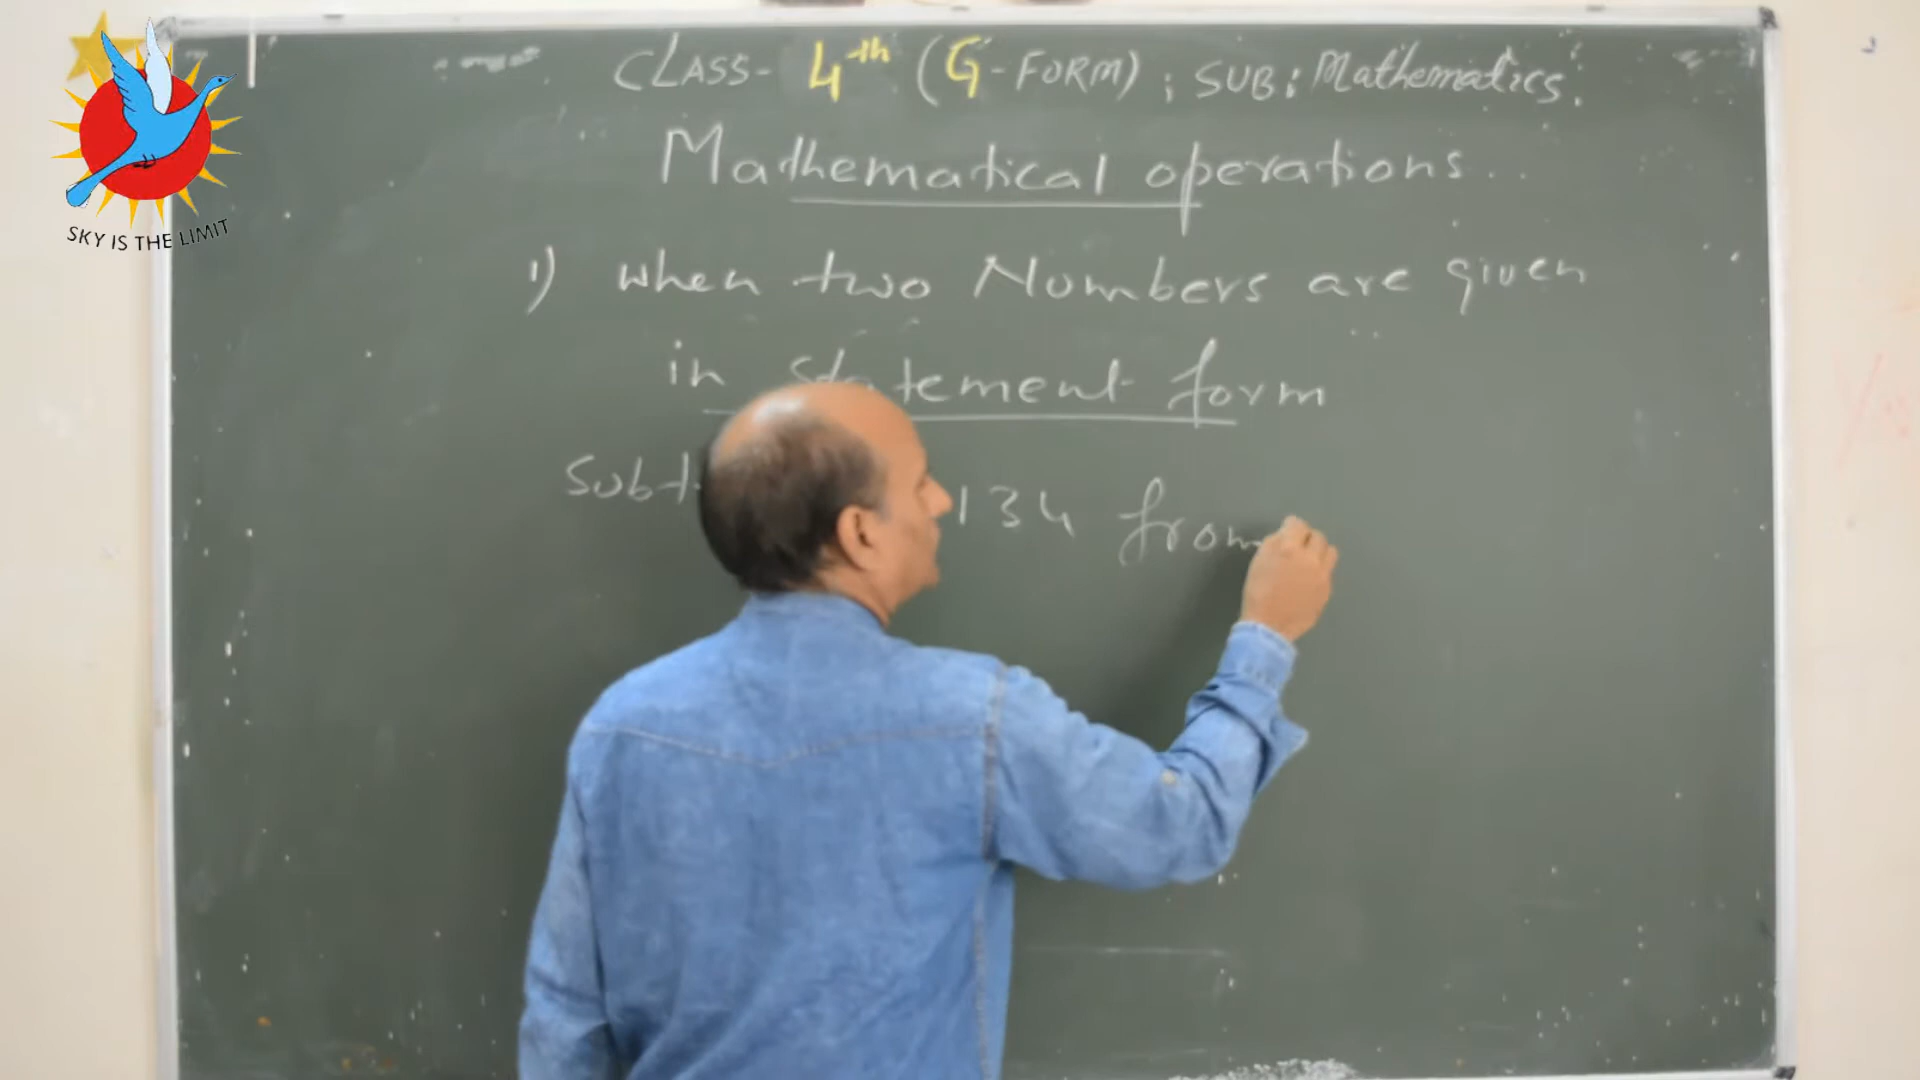 SKY IS THE LIMIT
CLASS- 4th (G-FORM) ; SUB: Mathematics.
Mathematical operations..
1) when two Numbers are given
in statement form
134 from